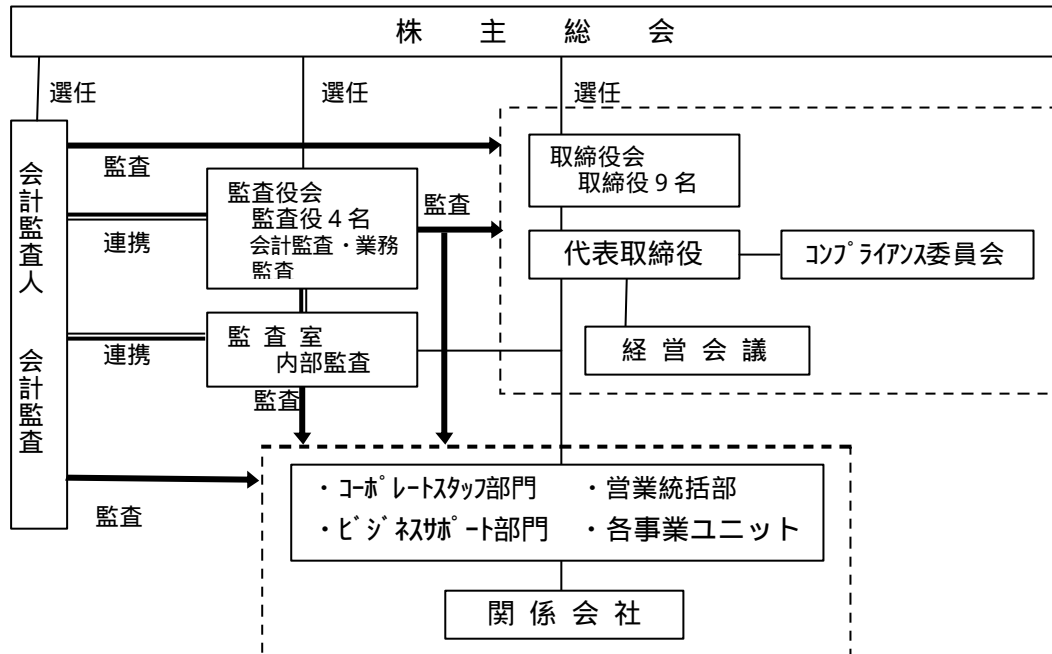 株 主 総 会
選任
選任
選任
会計監査人 会計監査
監査
取締役会
取締役9名
監査役会
監査役4名
会計監査・業務
監査
監査
連携
代表取締役
コンプライアンス委員会
監 査 室
内部監査
連携
経 営 会 議
監査
・コーポレートスタッフ部門 ・営業統括部
・ビジネスサポート部門 ・各事業ユニット
監査
関 係 会 社